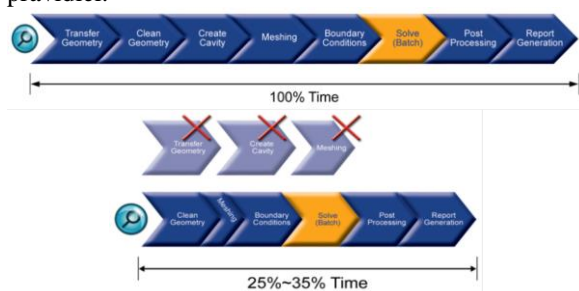 pravidlel.
Transfer
Geometry
Clean
Geometry
Create
Cavity
Meshing
Boundary
Conditions
Solve
(Batch)
Post
Processing
Report
Generation
100% Time
Transfer
Geometry
Create
Cavity
Meshing
Clean
Geometry
Meshing
Boundary
Conditions
Solve
(Batch)
Post
Processing
Report
Generation
25%~35% Time